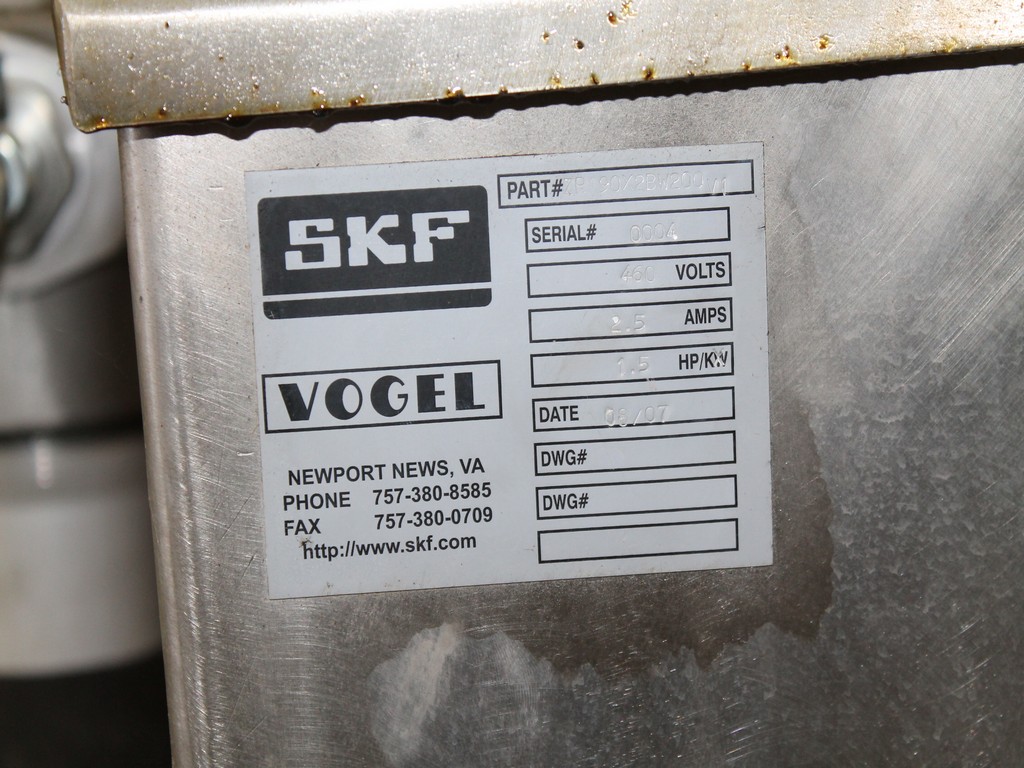 SKF
VOGEL
NEWPORT NEWS, VA
PHONE 757-380-8585
FAX 757-380-0709
http://www.skf.com
PART#
SERIAL# 0004
460 VOLTS
AMPS
1.5 HP/KW
DATE 08/07
DWG#
DWG#